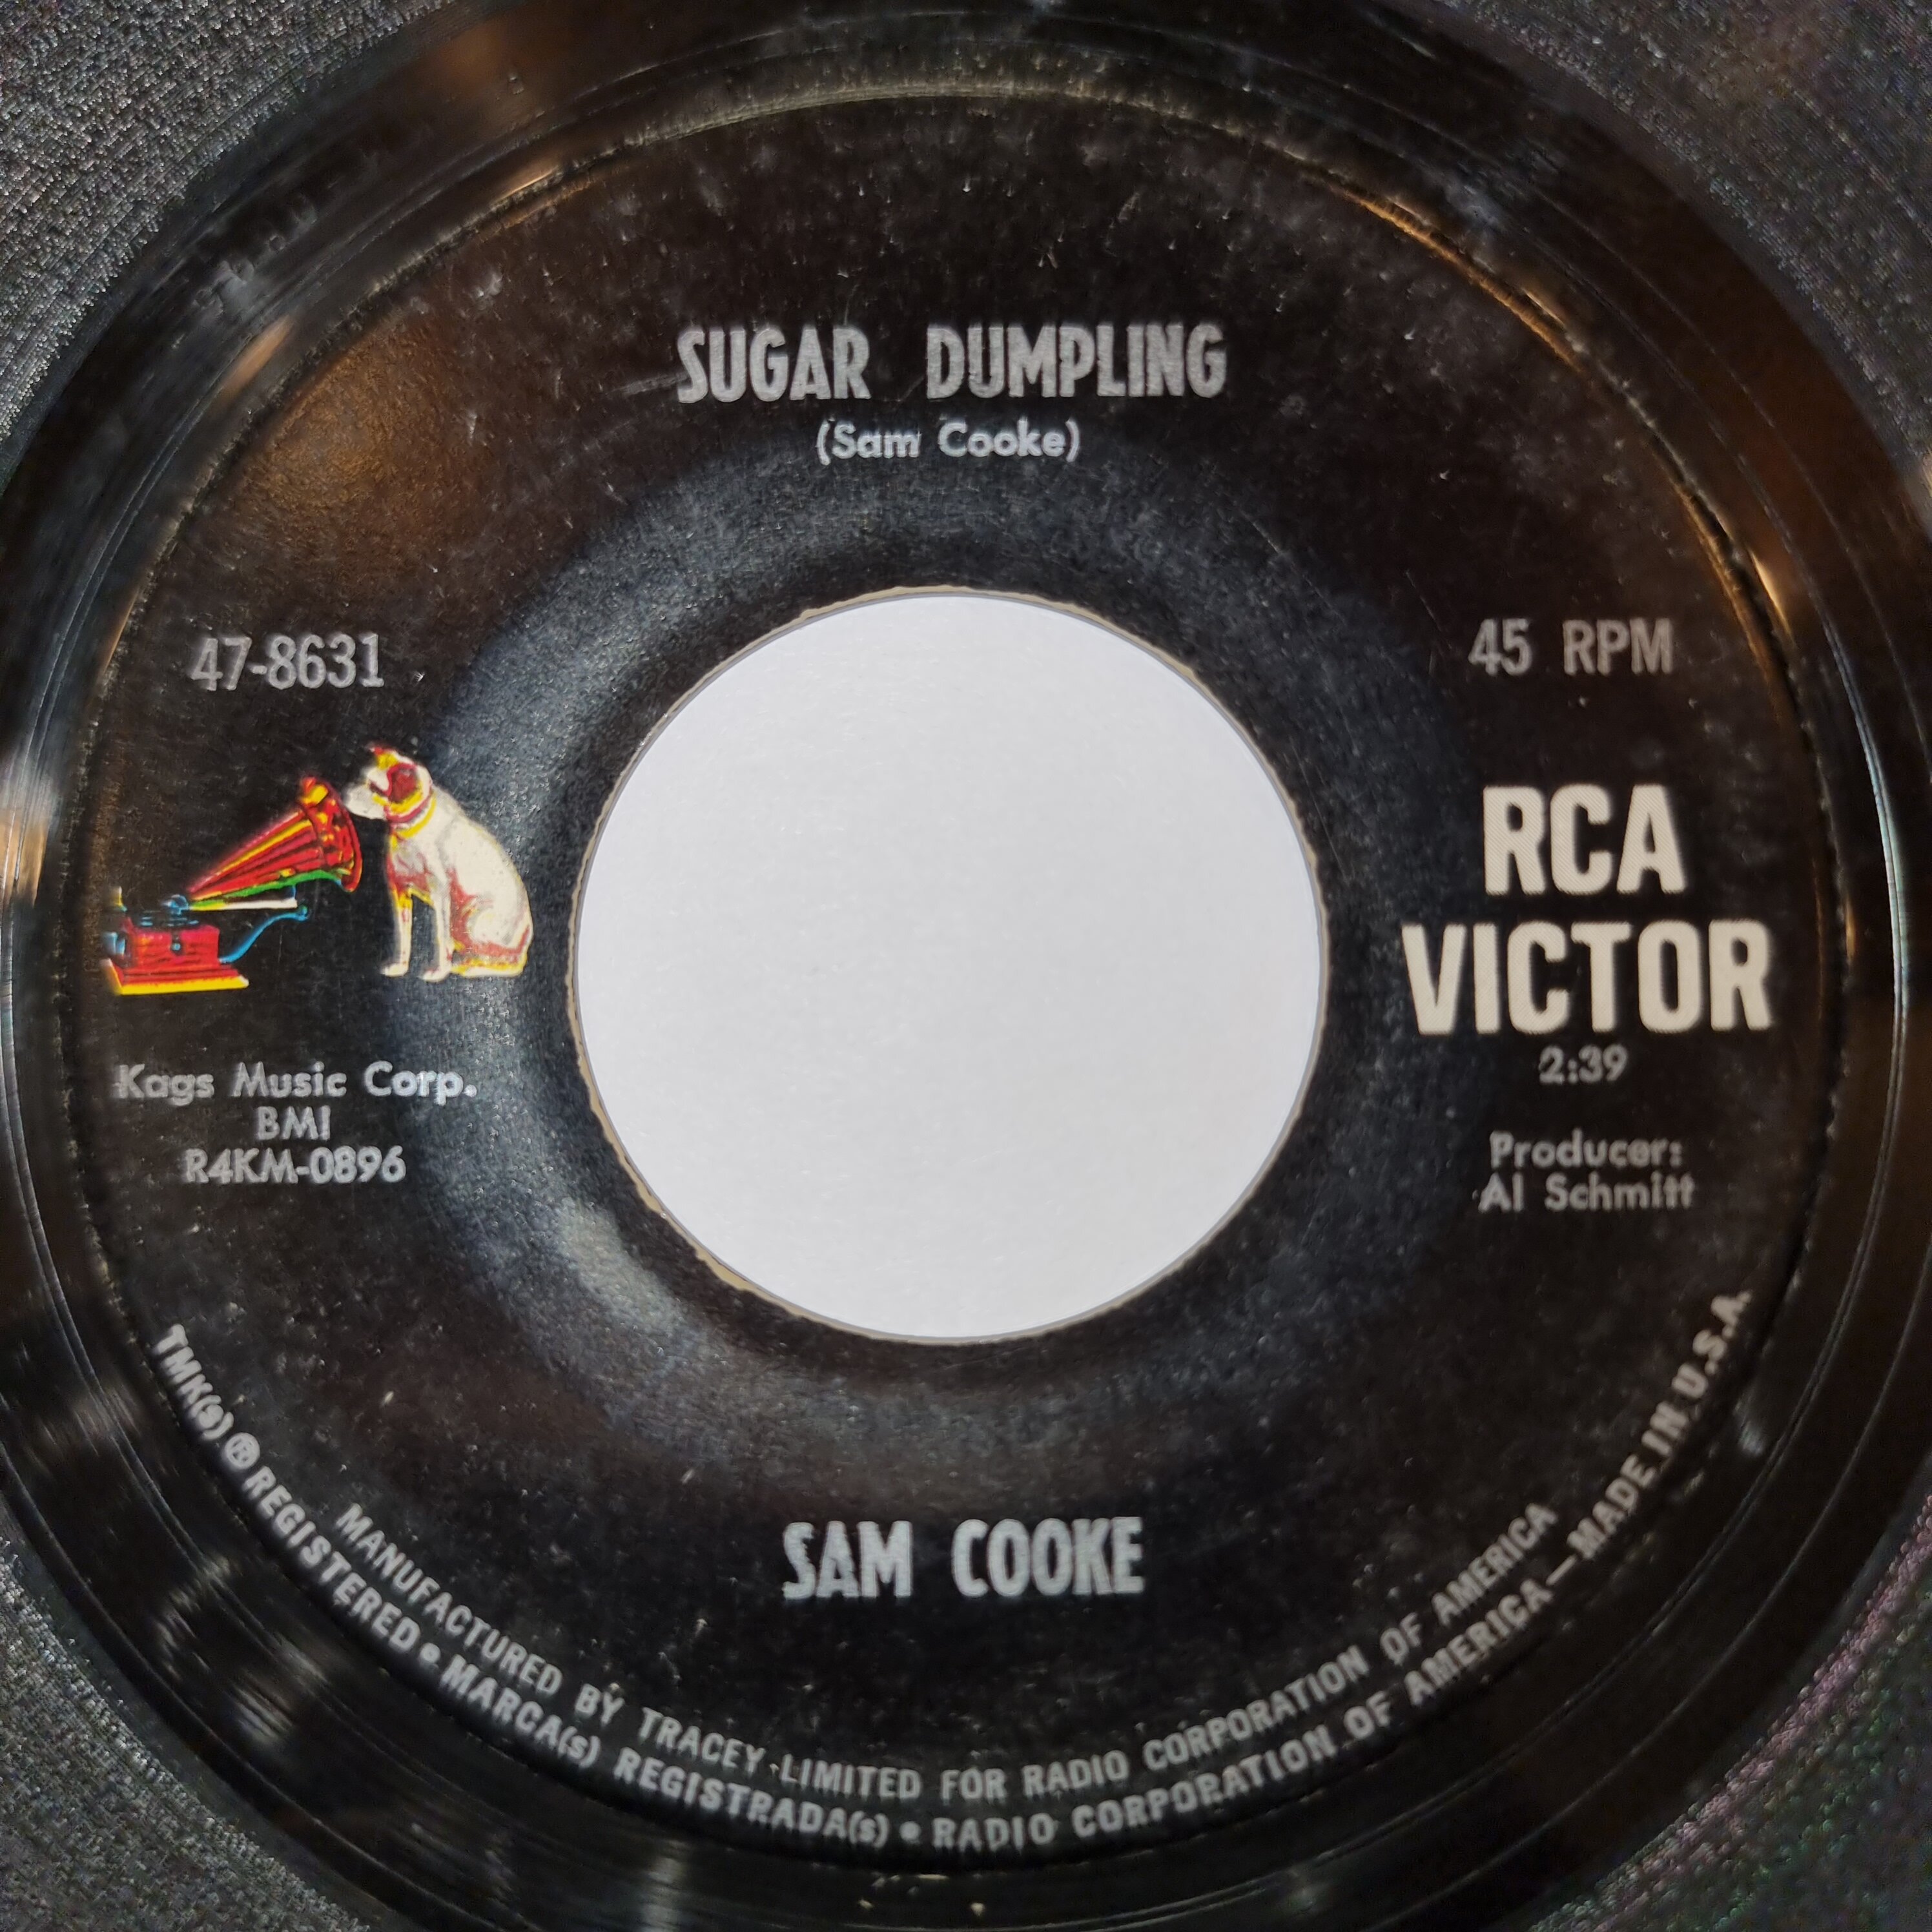 SUGAR DUMPLING
(Sam Cooke)
47-8631
45 RPM
RCA
VICTOR
2:39
Kags Music Corp.
BMI
R4KM-0896
Producer:
Al Schmitt
SAM COOKE
MANUFACTURED BY TRACEY LIMITED FOR RADIO CORPORATION OF AMERICA
TMK(s) ® REGISTERED • MARCA(s) REGISTRADA(s) • RADIO CORPORATION OF AMERICA—MADE IN U.S.A.